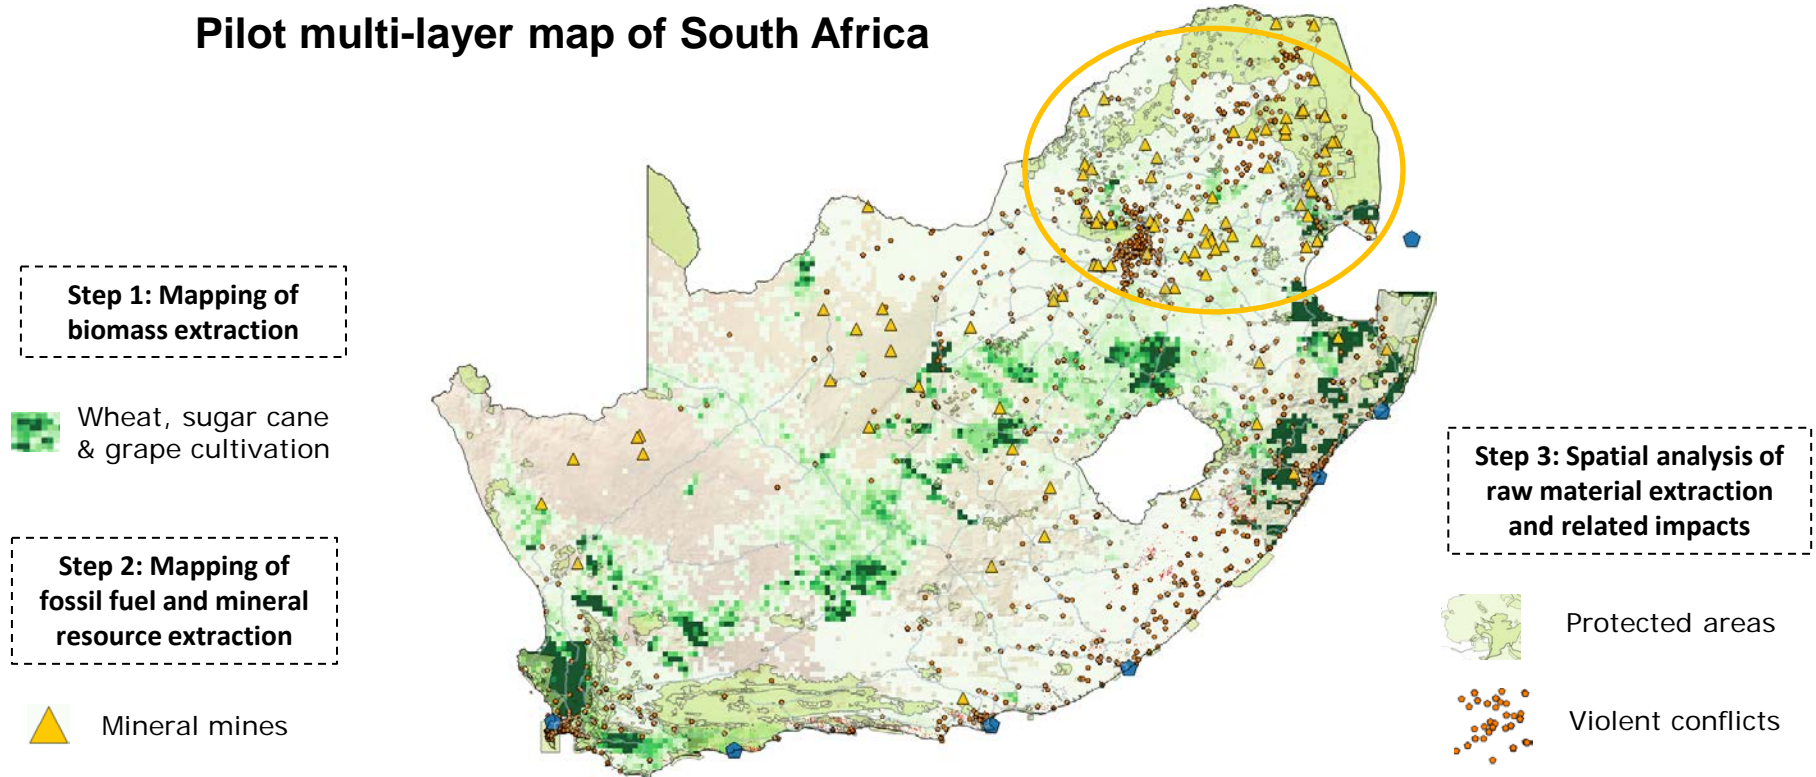 Pilot multi-layer map of South Africa
Step 1: Mapping of
biomass extraction
Wheat, sugar cane
& grape cultivation
Step 2: Mapping of
fossil fuel and mineral
resource extraction
Mineral mines
Step 3: Spatial analysis of
raw material extraction
and related impacts
Protected areas
Violent conflicts